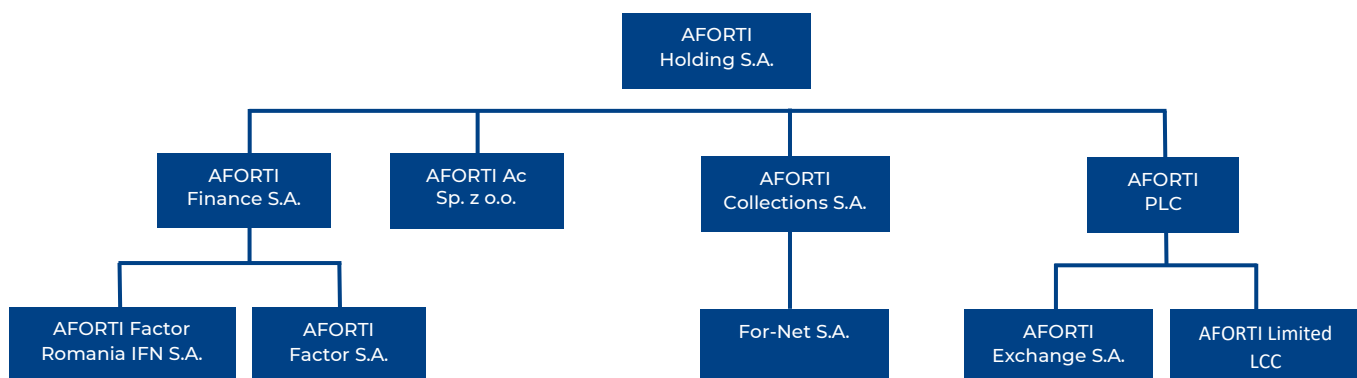 AFORTI
Holding S.A.
AFORTI
Finance S.A.
AFORTI Ac
Sp. z o.o.
AFORTI
Collections S.A.
AFORTI
PLC
AFORTI Factor
Romania IFN S.A.
AFORTI
Factor S.A.
For-Net S.A.
AFORTI
Exchange S.A.
AFORTI Limited
LCC